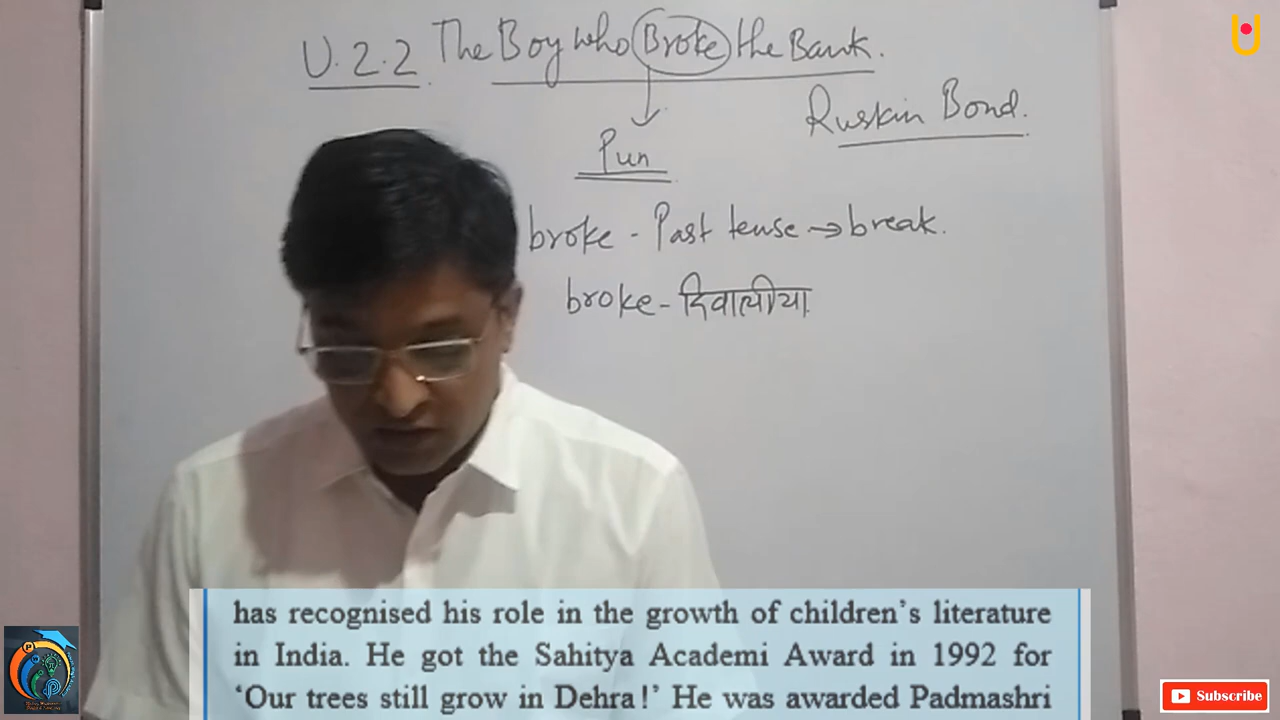 U. 2.2 The Boy who Broke the Bank.
Ruskin Bond.
Pun
broke - Past tense → break.
broke - दिवालीया
has recognised his role in the growth of children's literature
in India. He got the Sahitya Academi Award in 1992 for
'Our trees still grow in Dehra!' He was awarded Padmashri
Subscribe